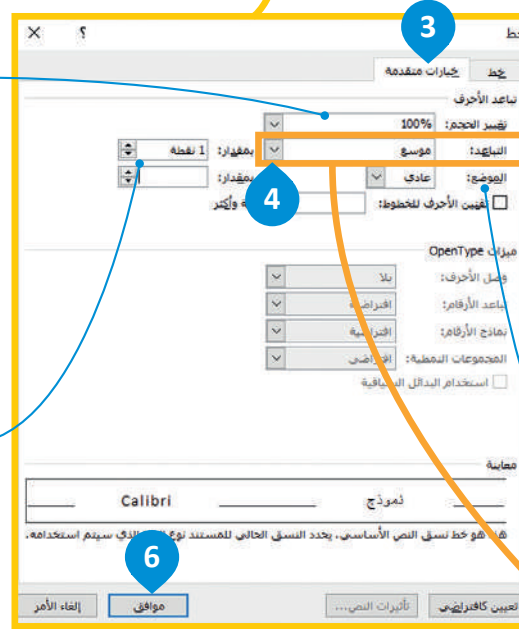 ؟ ×
3
خط خيارات متقدمة
تباعد الأحرف
تغيير الحجم: 100%
التباعد: موسع بمقدار: 1 نقطة
الموضع: عادي بمقدار:
4
تقنين الأحرف للخطوط: وأكثر
ميزات OpenType
وصل الأحرف: بلا
تباعد الأرقام: افتراضية
نماذج الأرقام: افتراضية
المجموعات النمطية: افتراضي
استخدام البدائل السياقية
معاينة
نموذج Calibri
هذا هو خط نسق النص الأساسي. يحدد النسق الحالي للمستند نوع الذي سيتم استخدامه.
6
تعيين كافتراضي تأثيرات النص... موافق إلغاء الأمر